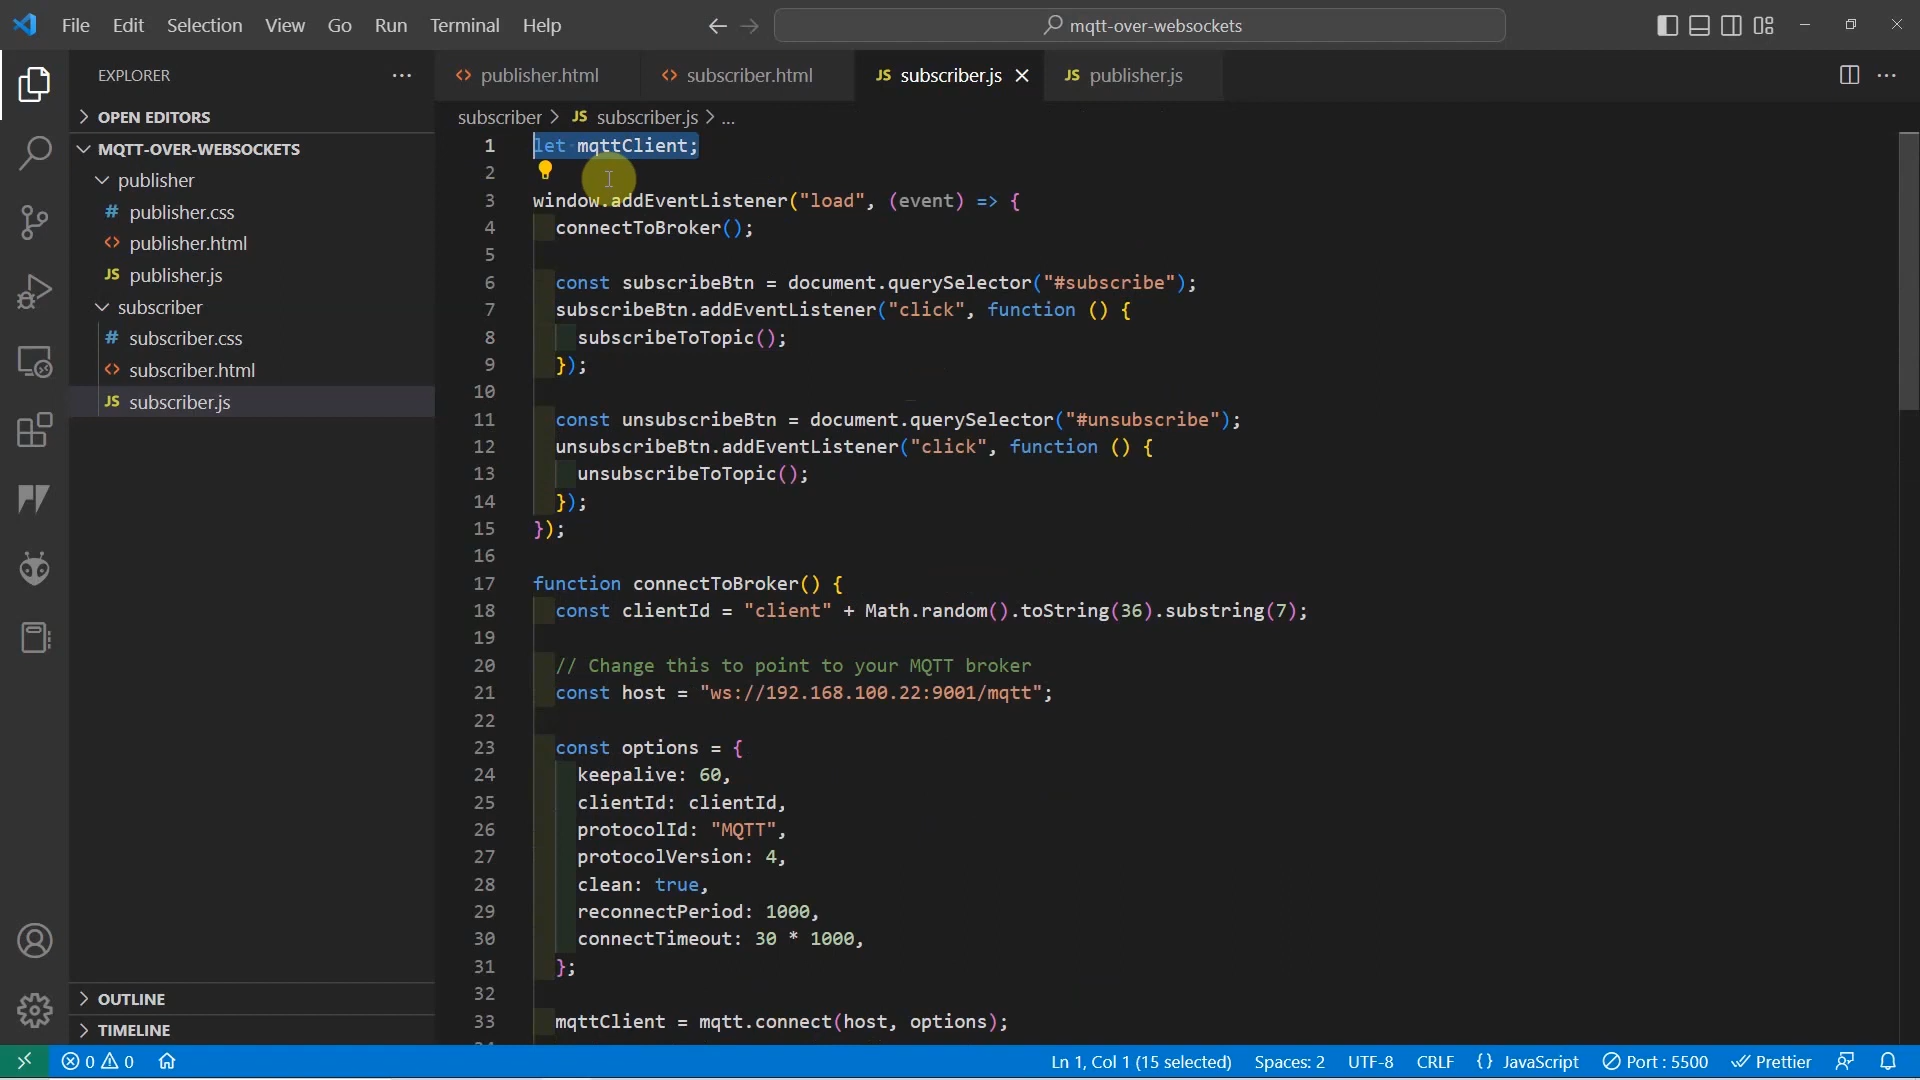 File Edit Selection View Go Run Terminal Help
mqtt-over-websockets
EXPLORER
OPEN EDITORS
MQTT-OVER-WEBSOCKETS
publisher
# publisher.css
<> publisher.html
JS publisher.js
subscriber
# subscriber.css
<> subscriber.html
JS subscriber.js
OUTLINE
TIMELINE
<> publisher.html <> subscriber.html JS subscriber.js JS publisher.js
subscriber > JS subscriber.js > ...
1 let mqttClient;
2
3 window.addEventListener("load", (event) => {
4 connectToBroker();
5
6 const subscribeBtn = document.querySelector("#subscribe");
7 subscribeBtn.addEventListener("click", function () {
8 subscribeToTopic();
9 });
10
11 const unsubscribeBtn = document.querySelector("#unsubscribe");
12 unsubscribeBtn.addEventListener("click", function () {
13 unsubscribeToTopic();
14 });
15 });
16
17 function connectToBroker() {
18 const clientId = "client" + Math.random().toString(36).substring(7);
19
20 // Change this to point to your MQTT broker
21 const host = "ws://192.168.100.22:9001/mqtt";
22
23 const options = {
24 keepalive: 60,
25 clientId: clientId,
26 protocolId: "MQTT",
27 protocolVersion: 4,
28 clean: true,
29 reconnectPeriod: 1000,
30 connectTimeout: 30 * 1000,
31 };
32
33 mqttClient = mqtt.connect(host, options);
0 0 Ln 1, Col 1 (15 selected) Spaces: 2 UTF-8 CRLF {} JavaScript Port : 5500 Prettier